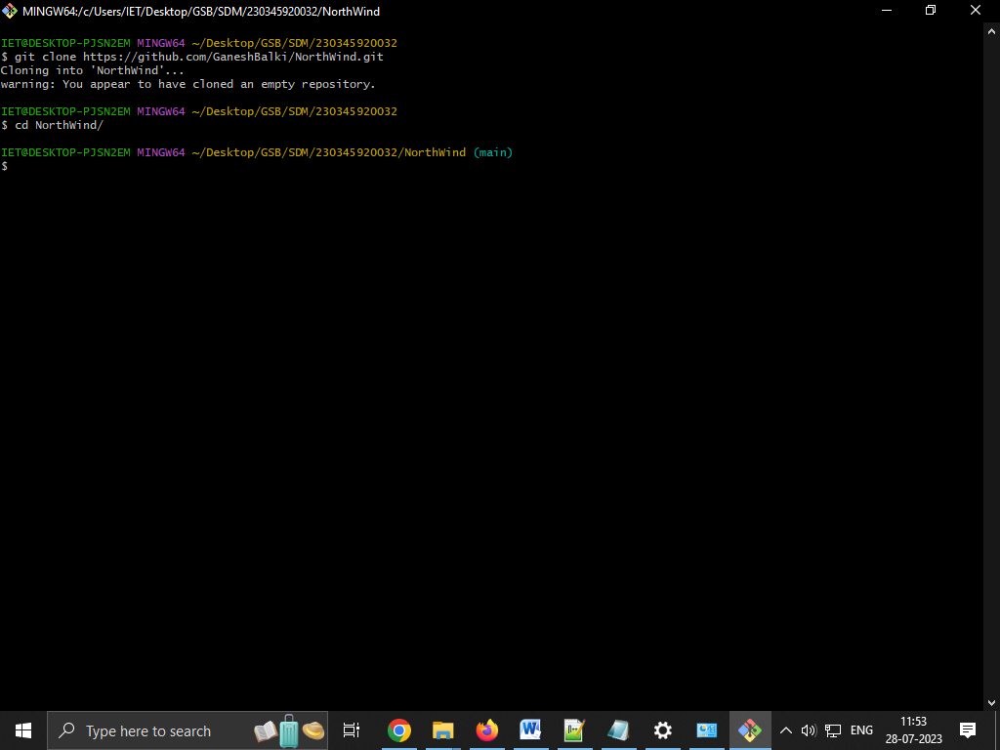 MINGW64:/c/Users/IET/Desktop/GSB/SDM/230345920032/NorthWind
IET@DESKTOP-PJSN2EM MINGW64 ~/Desktop/GSB/SDM/230345920032
$ git clone https://github.com/GaneshBalki/NorthWind.git
Cloning into 'NorthWind'...
warning: You appear to have cloned an empty repository.
IET@DESKTOP-PJSN2EM MINGW64 ~/Desktop/GSB/SDM/230345920032
$ cd NorthWind/
IET@DESKTOP-PJSN2EM MINGW64 ~/Desktop/GSB/SDM/230345920032/NorthWind (main)
$
Type here to search
ENG
11:53
28-07-2023